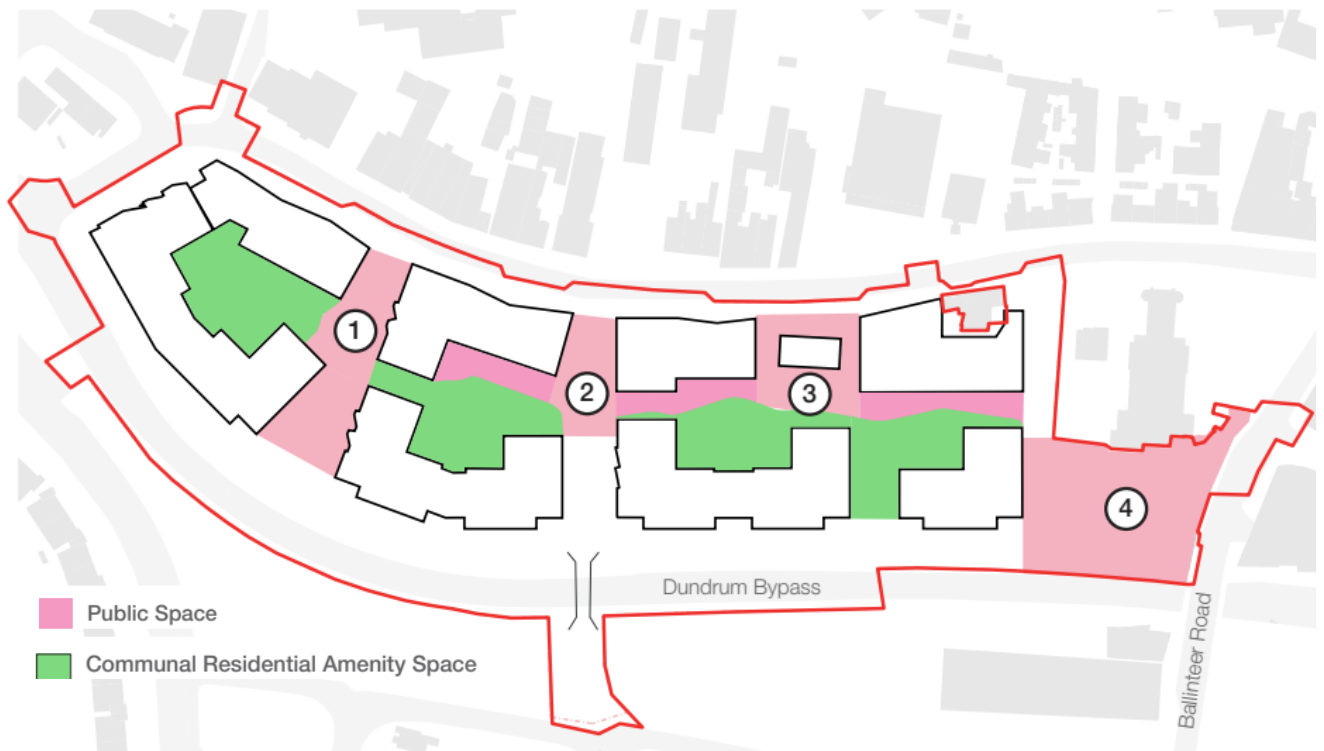 1
2
3
4
Dundrum Bypass
Ballinteer Road
Public Space
Communal Residential Amenity Space